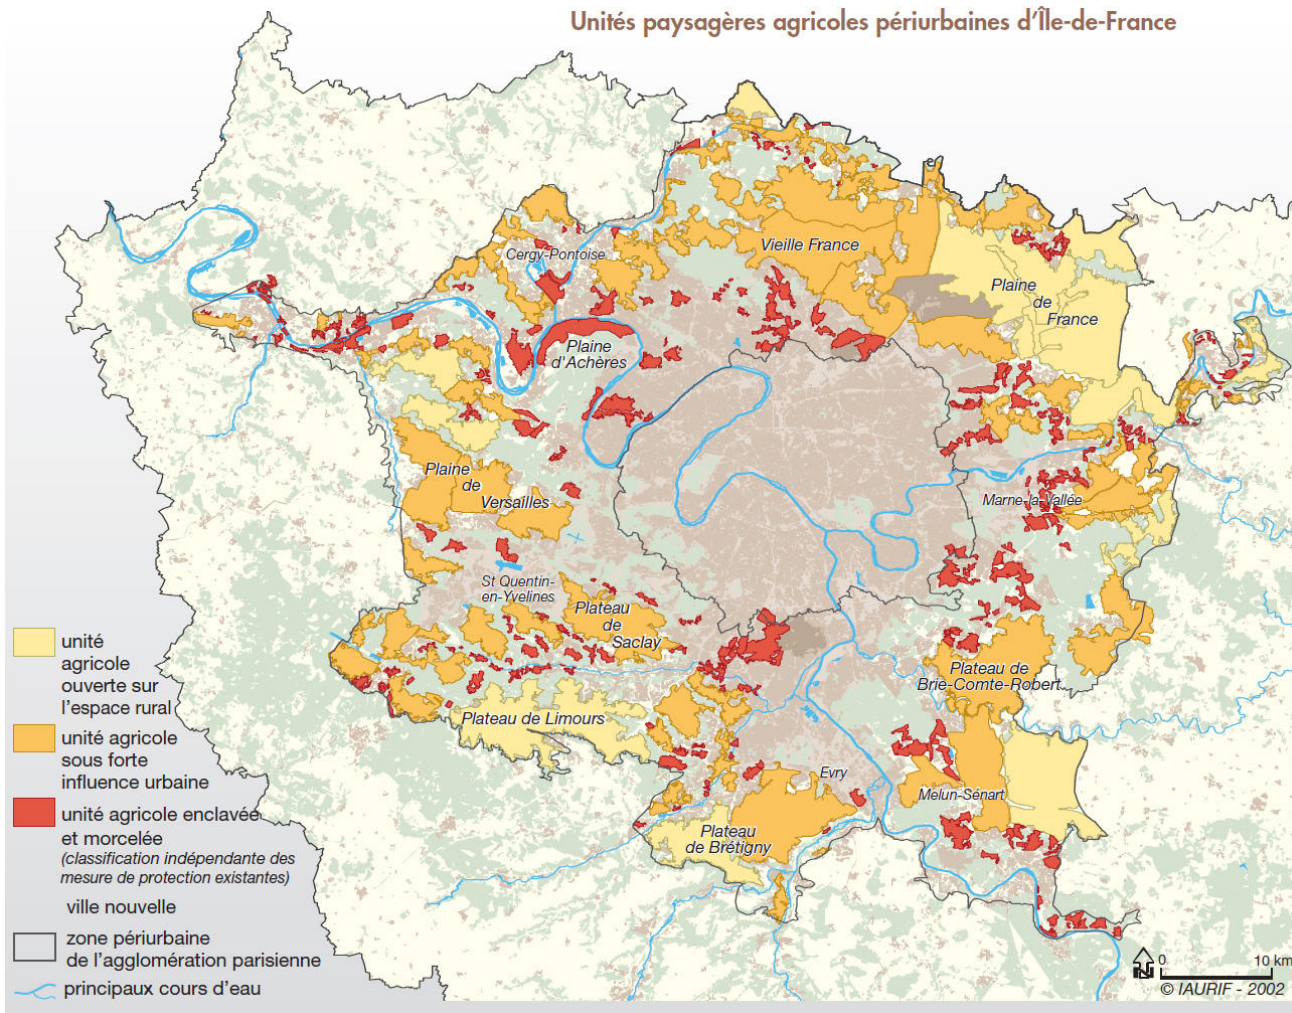 Unités paysagères agricoles périurbaines d'Île-de-France
Cergy-Pontoise
Vieille France
Plaine
de
France
Plaine
d'Achères
Plaine
de
Versailles
Marne-la-Vallée
St Quentin-
en-Yvelines
Plateau
de
Saclay
Plateau de
Brie-Comte-Robert
Plateau de Limours
Evry
Melun-Sénart
Plateau
de Brétigny
unité
agricole
ouverte sur
l'espace rural
unité agricole
sous forte
influence urbaine
unité agricole enclavée
et morcelée
(classification indépendante des
mesure de protection existantes)
ville nouvelle
zone périurbaine
de l'agglomération parisienne
principaux cours d'eau
N
0 10 km
© IAURIF - 2002